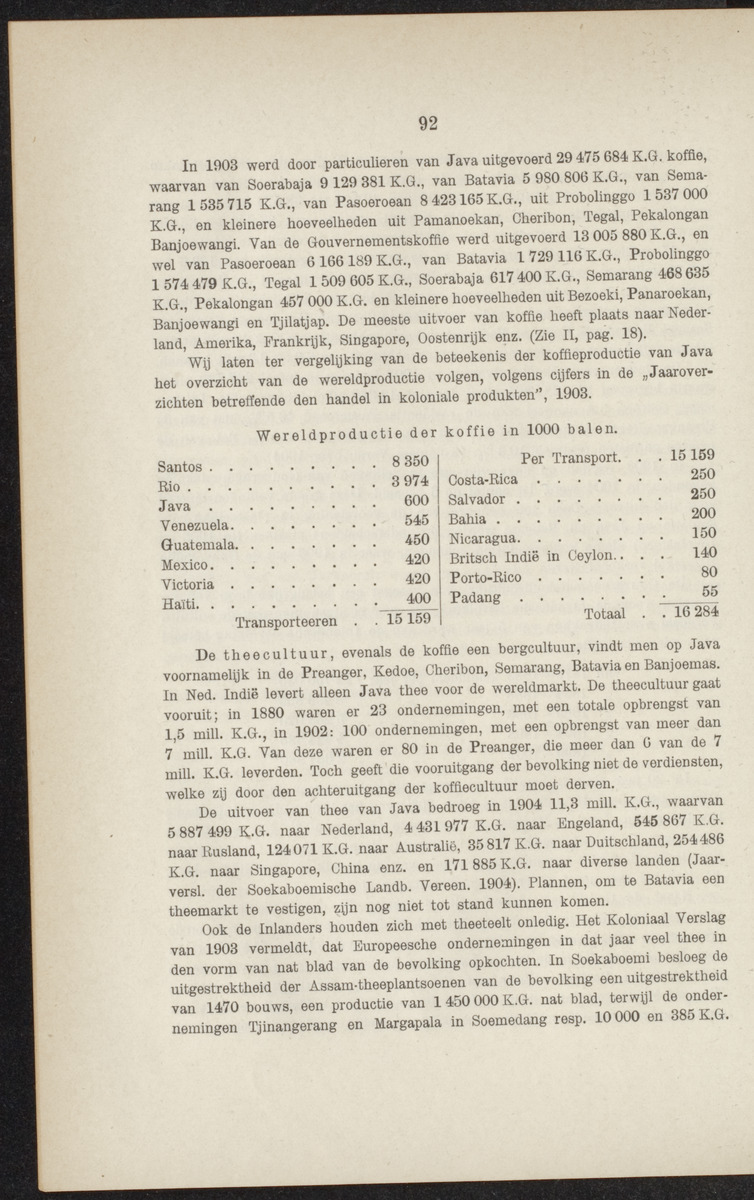 92
In 1903 werd door particulieren van Java uitgevoerd 29 475 684 K.G. koffie,
waarvan van Soerabaja 9 129 381 K.G., van Batavia 5 980 806 K.G., van Sema-
rang 1 535 715 K.G., van Pasoeroean 8 423 165 K.G., uit Probolinggo 1 537 000
K.G., en kleinere hoeveelheden uit Pamanoekan, Cheribon, Tegal, Pekalongan
Banjoewangi. Van de Gouvernementskoffie werd uitgevoerd 13 005 880 K.G., en
wel van Pasoeroean 6 166 189 K.G., van Batavia 1 729 116 K.G., Probolinggo
1 574 479 K.G., Tegal 1 509 605 K.G., Soerabaja 617 400 K.G., Semarang 468 635
K.G., Pekalongan 457 000 K.G. en kleinere hoeveelheden uit Bezoeki, Panaroekan,
Banjoewangi en Tjilatjap. De meeste uitvoer van koffie heeft plaats naar Neder-
land, Amerika, Frankrijk, Singapore, Oostenrijk enz. (Zie II, pag. 18).
Wij laten ter vergelijking van de beteekenis der koffieproductie van Java
het overzicht van de wereldproductie volgen, volgens cijfers in de „Jaarover-
zichten betreffende den handel in koloniale produkten”, 1903.
Wereldproductie der koffie in 1000 balen.
Santos . . . . . . . . . 8 350
Rio . . . . . . . . . . 3 974
Java . . . . . . . . . 600
Venezuela. . . . . . . . 545
Guatemala. . . . . . . . 450
Mexico. . . . . . . . . 420
Victoria . . . . . . . . 420
Haïti. . . . . . . . . . 400
Transporteeren . . 15 159
Per Transport. . . 15 159
Costa-Rica . . . . . . . 250
Salvador . . . . . . . . 250
Bahia . . . . . . . . . 200
Nicaragua. . . . . . . . 150
Britsch Indië in Ceylon. . . . 140
Porto-Rico . . . . . . . 80
Padang . . . . . . . . 55
Totaal . . 16 284
De theecultuur, evenals de koffie een bergcultuur, vindt men op Java
voornamelijk in de Preanger, Kedoe, Cheribon, Semarang, Batavia en Banjoemas.
In Ned. Indië levert alleen Java thee voor de wereldmarkt. De theecultuur gaat
vooruit; in 1880 waren er 23 ondernemingen, met een totale opbrengst van
1,5 mill. K.G., in 1902: 100 ondernemingen, met een opbrengst van meer dan
7 mill. K.G. Van deze waren er 80 in de Preanger, die meer dan 6 van de 7
mill. K.G. leverden. Toch geeft die vooruitgang der bevolking niet de verdiensten,
welke zij door den achteruitgang der koffiecultuur moet derven.
De uitvoer van thee van Java bedroeg in 1904 11,3 mill. K.G., waarvan
5 887 499 K.G. naar Nederland, 4 431 977 K.G. naar Engeland, 545 867 K.G.
naar Rusland, 124 071 K.G. naar Australië, 35 817 K.G. naar Duitschland, 254 486
K.G. naar Singapore, China enz. en 171 885 K.G. naar diverse landen (Jaar-
versl. der Soekaboemische Landb. Vereen. 1904). Plannen, om te Batavia een
theemarkt te vestigen, zijn nog niet tot stand kunnen komen.
Ook de Inlanders houden zich met theeteelt onledig. Het Koloniaal Verslag
van 1903 vermeldt, dat Europeesche ondernemingen in dat jaar veel thee in
den vorm van nat blad van de bevolking opkochten. In Soekaboemi besloeg de
uitgestrektheid der Assam-theeplantsoenen van de bevolking een uitgestrektheid
van 1470 bouws, een productie van 1 450 000 K.G. nat blad, terwijl de onder-
nemingen Tjinangerang en Margapala in Soemedang resp. 10 000 en 385 K.G.